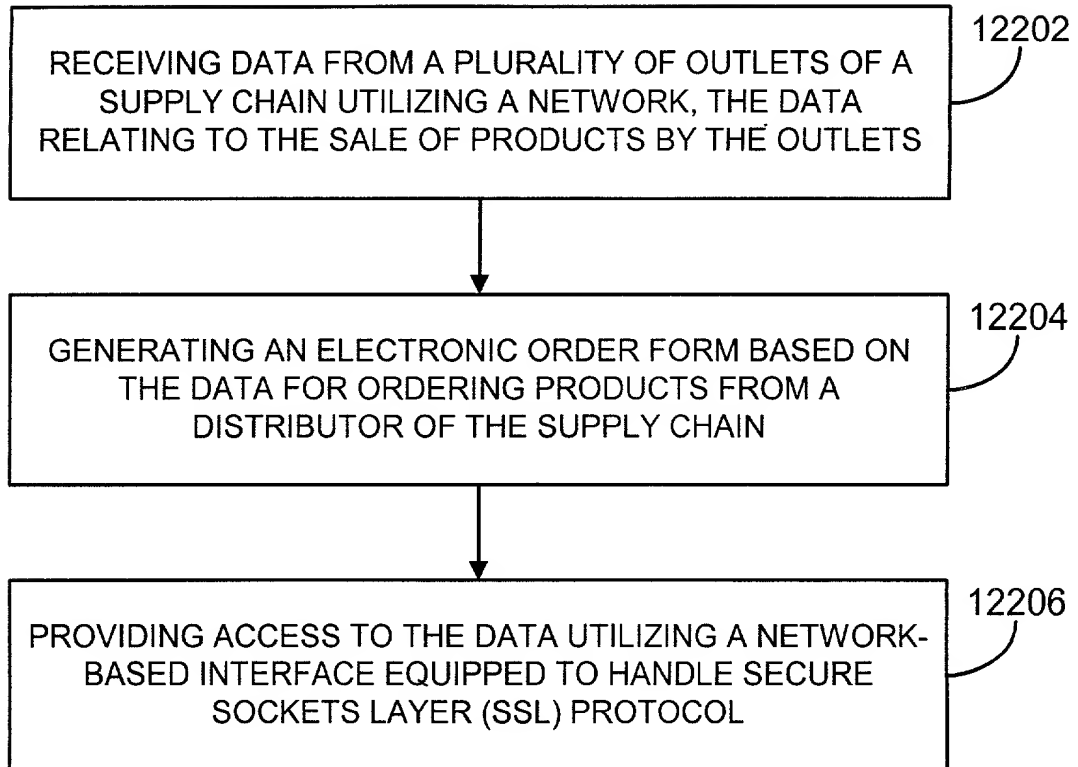 12202
RECEIVING DATA FROM A PLURALITY OF OUTLETS OF A
SUPPLY CHAIN UTILIZING A NETWORK, THE DATA
RELATING TO THE SALE OF PRODUCTS BY THE OUTLETS
12204
GENERATING AN ELECTRONIC ORDER FORM BASED ON
THE DATA FOR ORDERING PRODUCTS FROM A
DISTRIBUTOR OF THE SUPPLY CHAIN
12206
PROVIDING ACCESS TO THE DATA UTILIZING A NETWORK-
BASED INTERFACE EQUIPPED TO HANDLE SECURE
SOCKETS LAYER (SSL) PROTOCOL